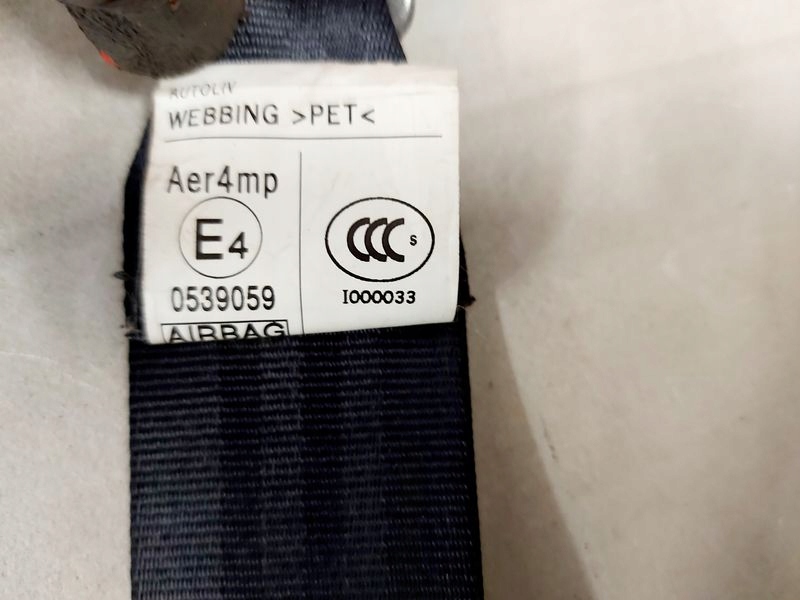 AUTOLIV
WEBBING >PET<
Aer4mp
E4
0539059
AIRBAG
CCC S
I000033